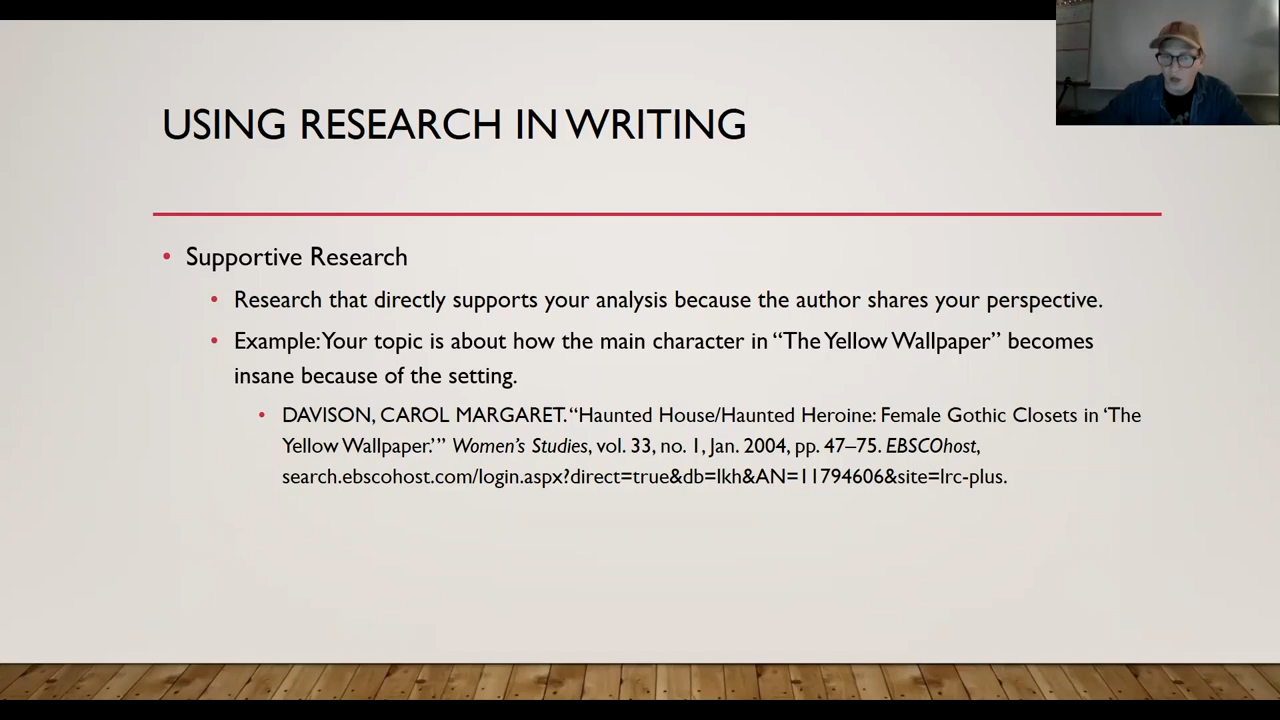 USING RESEARCH IN WRITING
• Supportive Research
• Research that directly supports your analysis because the author shares your perspective.
• Example: Your topic is about how the main character in “The Yellow Wallpaper” becomes
insane because of the setting.
• DAVISON, CAROL MARGARET. “Haunted House/Haunted Heroine: Female Gothic Closets in ‘The
Yellow Wallpaper.’” Women’s Studies, vol. 33, no. 1, Jan. 2004, pp. 47–75. EBSCOhost,
search.ebscohost.com/login.aspx?direct=true&db=lkh&AN=11794606&site=lrc-plus.